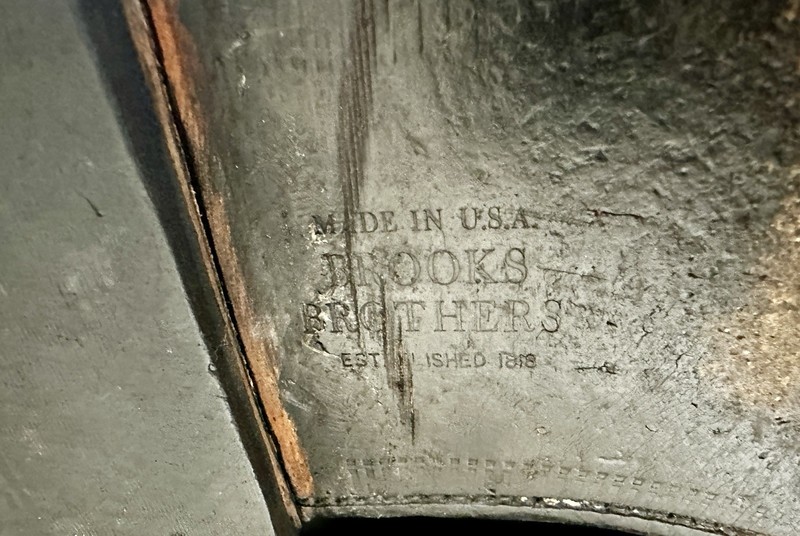 MADE IN U.S.A.
BROOKS
BROTHERS
ESTABLISHED 1818